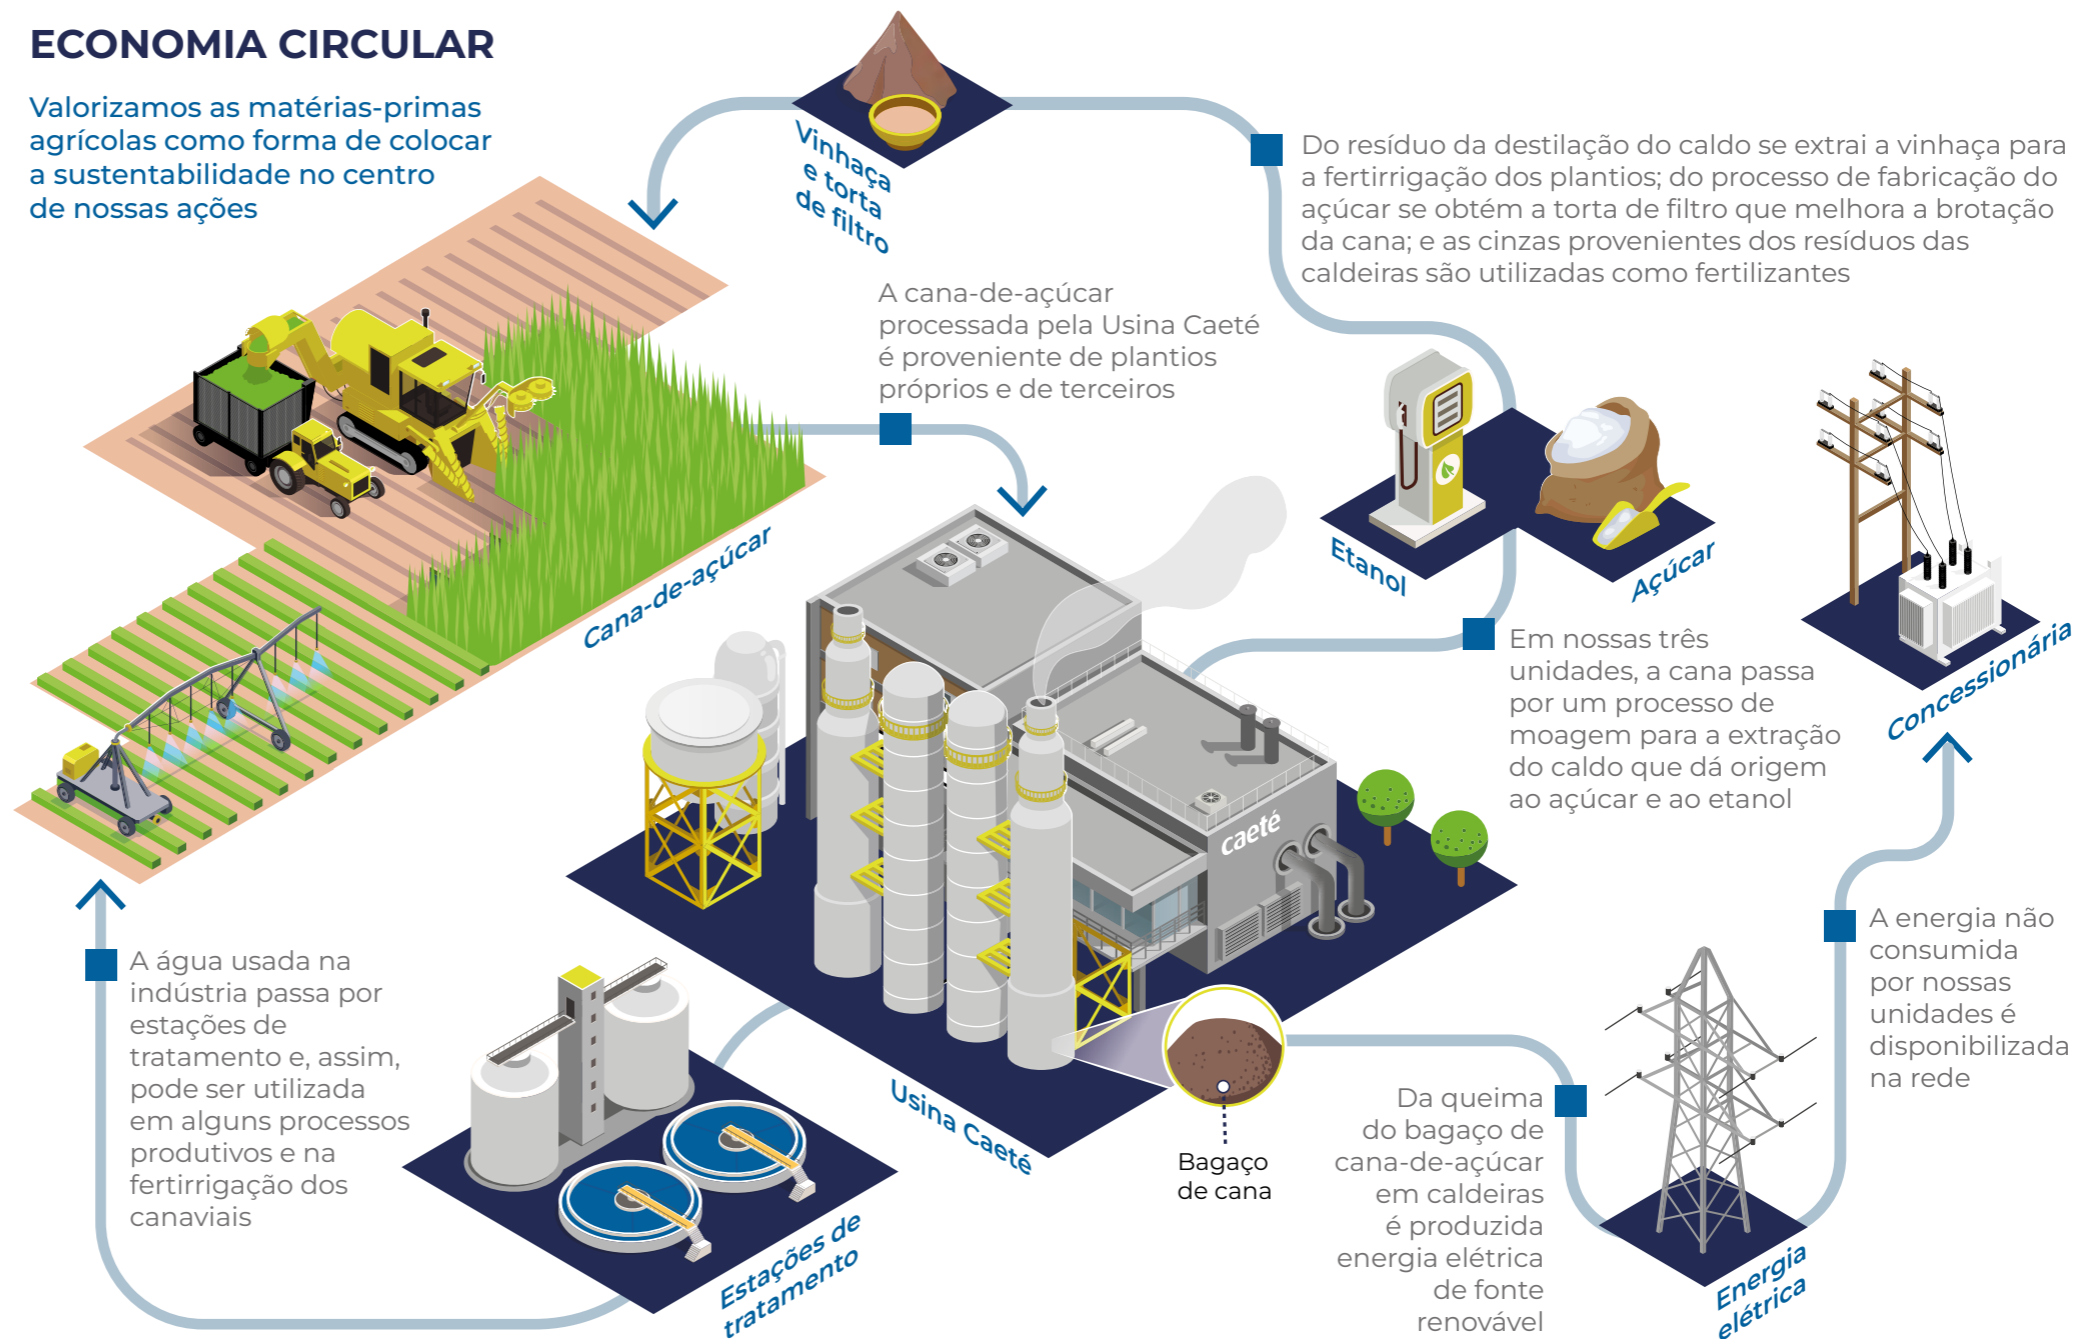 ECONOMIA CIRCULAR
Valorizamos as matérias-primas
agrícolas como forma de colocar
a sustentabilidade no centro
de nossas ações
Vinhaça
e torta
de filtro
Do resíduo da destilação do caldo se extrai a vinhaça para
a fertirrigação dos plantios; do processo de fabricação do
açúcar se obtém a torta de filtro que melhora a brotação
da cana; e as cinzas provenientes dos resíduos das
caldeiras são utilizadas como fertilizantes
A cana-de-açúcar
processada pela Usina Caeté
é proveniente de plantios
próprios e de terceiros
Cana-de-açúcar
Etanol
Açúcar
Em nossas três
unidades, a cana passa
por um processo de
moagem para a extração
do caldo que dá origem
ao açúcar e ao etanol
Concessionária
caeté
A água usada na
indústria passa por
estações de
tratamento e, assim,
pode ser utilizada
em alguns processos
produtivos e na
fertirrigação dos
canaviais
Estações de
tratamento
Usina Caeté
Bagaço
de cana
Da queima
do bagaço de
cana-de-açúcar
em caldeiras
é produzida
energia elétrica
de fonte
renovável
Energia
elétrica
A energia não
consumida
por nossas
unidades é
disponibilizada
na rede